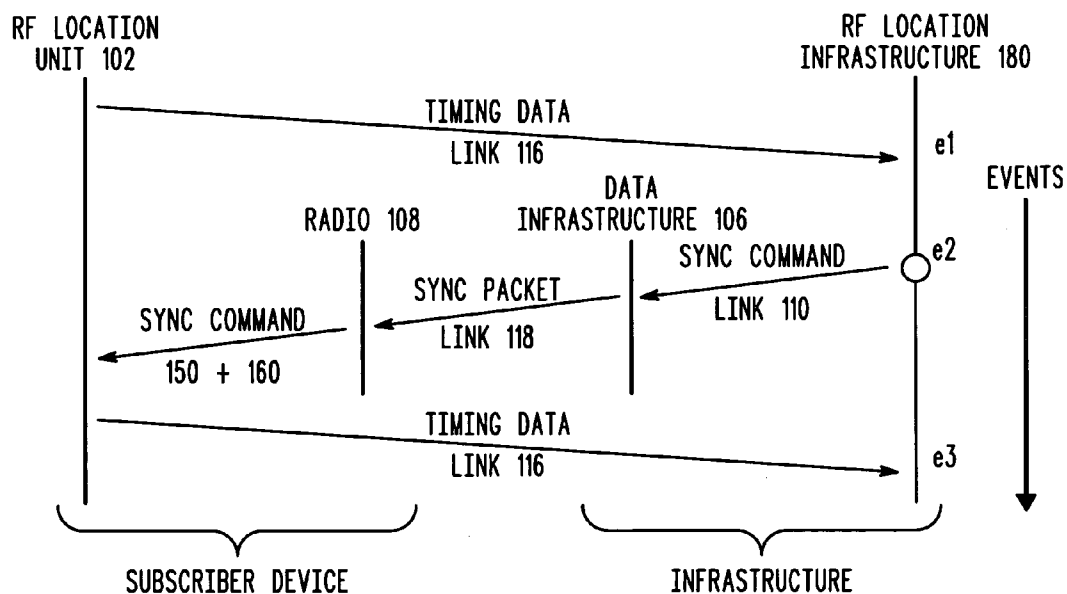 RF LOCATION
UNIT 102
RF LOCATION
INFRASTRUCTURE 180
TIMING DATA
LINK 116
e1
EVENTS
RADIO 108
DATA
INFRASTRUCTURE 106
e2
SYNC COMMAND
LINK 110
SYNC PACKET
LINK 118
SYNC COMMAND
150 + 160
TIMING DATA
LINK 116
e3
SUBSCRIBER DEVICE
INFRASTRUCTURE